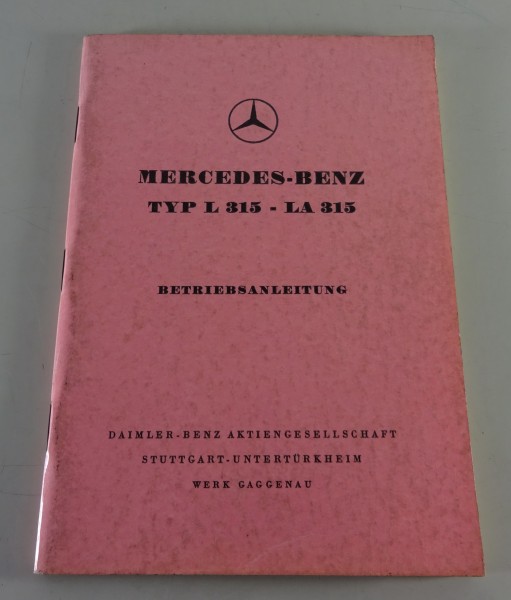 MERCEDES-BENZ
TYP L 315 - LA 315
BETRIEBSANLEITUNG
DAIMLER-BENZ AKTIENGESELLSCHAFT
STUTTGART-UNTERTÜRKHEIM
WERK GAGGENAU